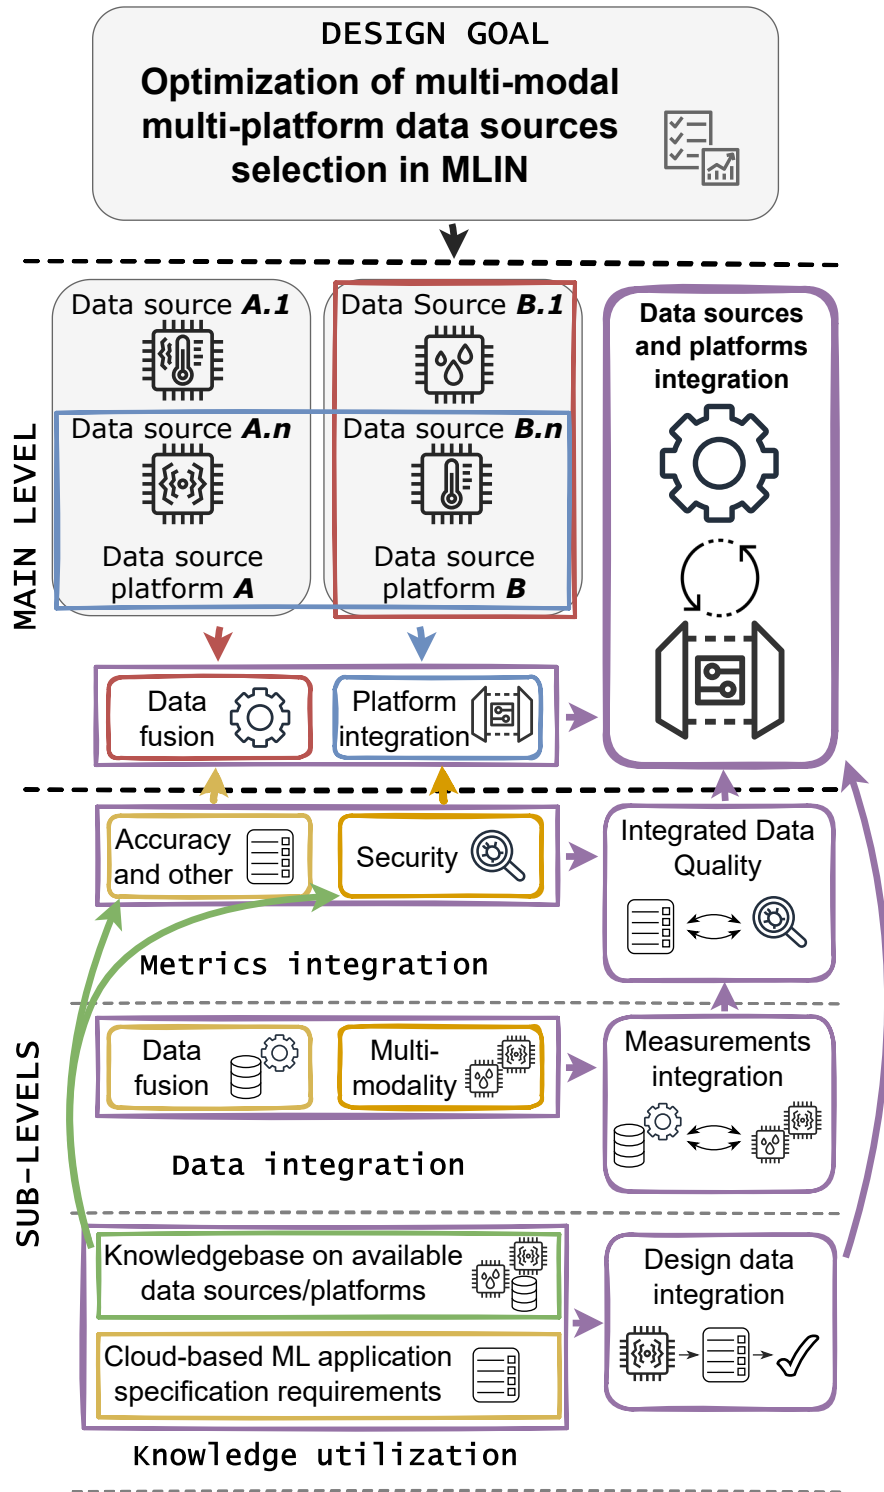 DESIGN GOAL
Optimization of multi-modal
multi-platform data sources
selection in MLIN
MAIN LEVEL
Data source A.1
Data Source B.1
Data source A.n
Data source B.n
Data source
platform A
Data source
platform B
Data sources
and platforms
integration
Data
fusion
Platform
integration
SUB-LEVELS
Accuracy
and other
Security
Integrated Data
Quality
Metrics integration
Data
fusion
Multi-
modality
Measurements
integration
Data integration
Knowledgebase on available
data sources/platforms
Cloud-based ML application
specification requirements
Design data
integration
Knowledge utilization